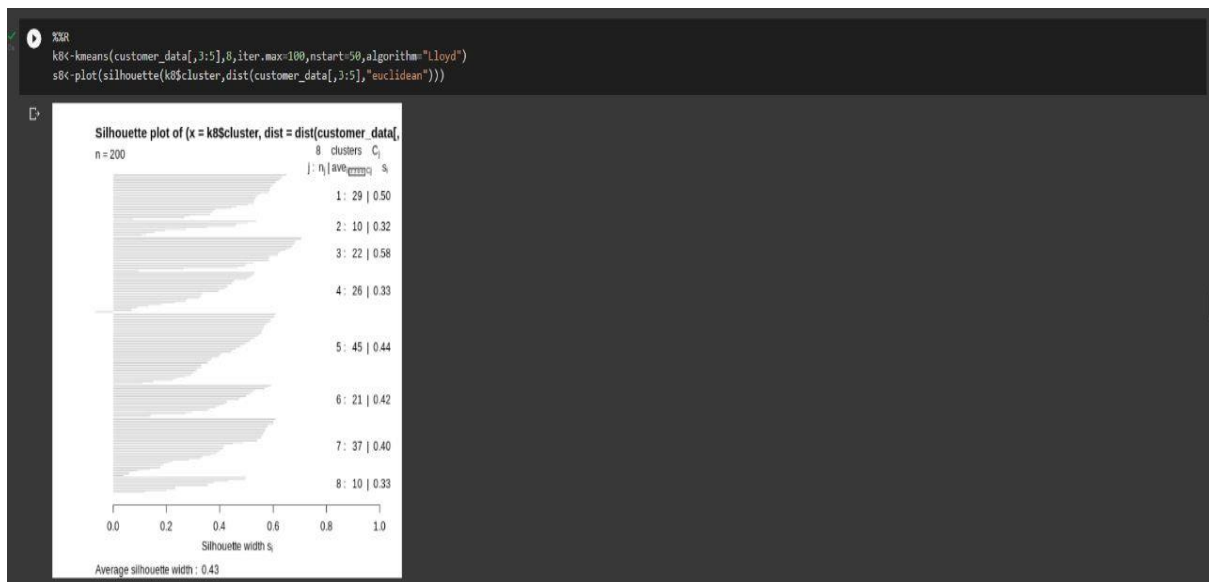 %%R
k8<-kmeans(customer_data[,3:5],8,iter.max=100,nstart=50,algorithm="Lloyd")
s8<-plot(silhouette(k8$cluster,dist(customer_data[,3:5],"euclidean")))
Silhouette plot of (x = k8$cluster, dist = dist(customer_data[,
n = 200
8 clusters Cj
j : nj | ave si
1 : 29 | 0.50
2 : 10 | 0.32
3 : 22 | 0.58
4 : 26 | 0.33
5 : 45 | 0.44
6 : 21 | 0.42
7 : 37 | 0.40
8 : 10 | 0.33
0.0 0.2 0.4 0.6 0.8 1.0
Silhouette width si
Average silhouette width : 0.43